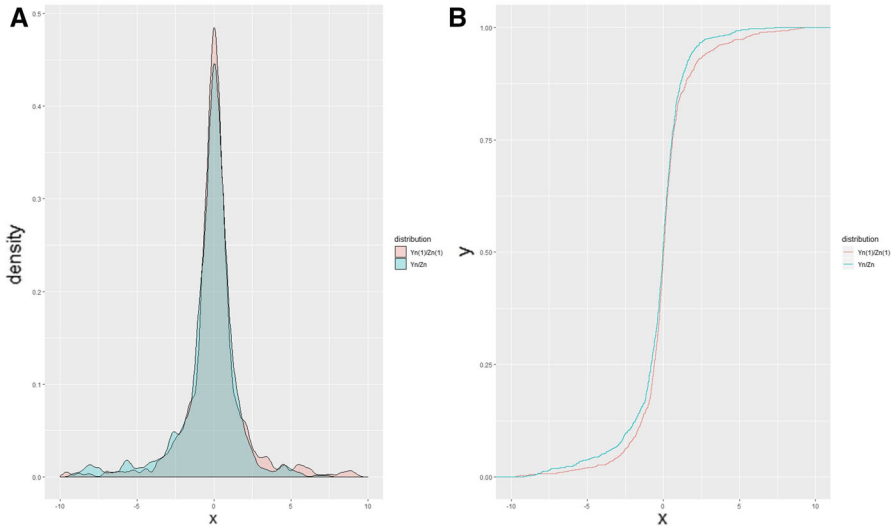 A
density
0.5
0.4
0.3
0.2
0.1
0.0
-10
-5
0
5
10
x
distribution
Yn(1)/Zn(1)
Yn/Zn
B
y
1.00
0.75
0.50
0.25
0.00
-10
-5
0
5
10
x
distribution
Yn(1)/Zn(1)
Yn/Zn